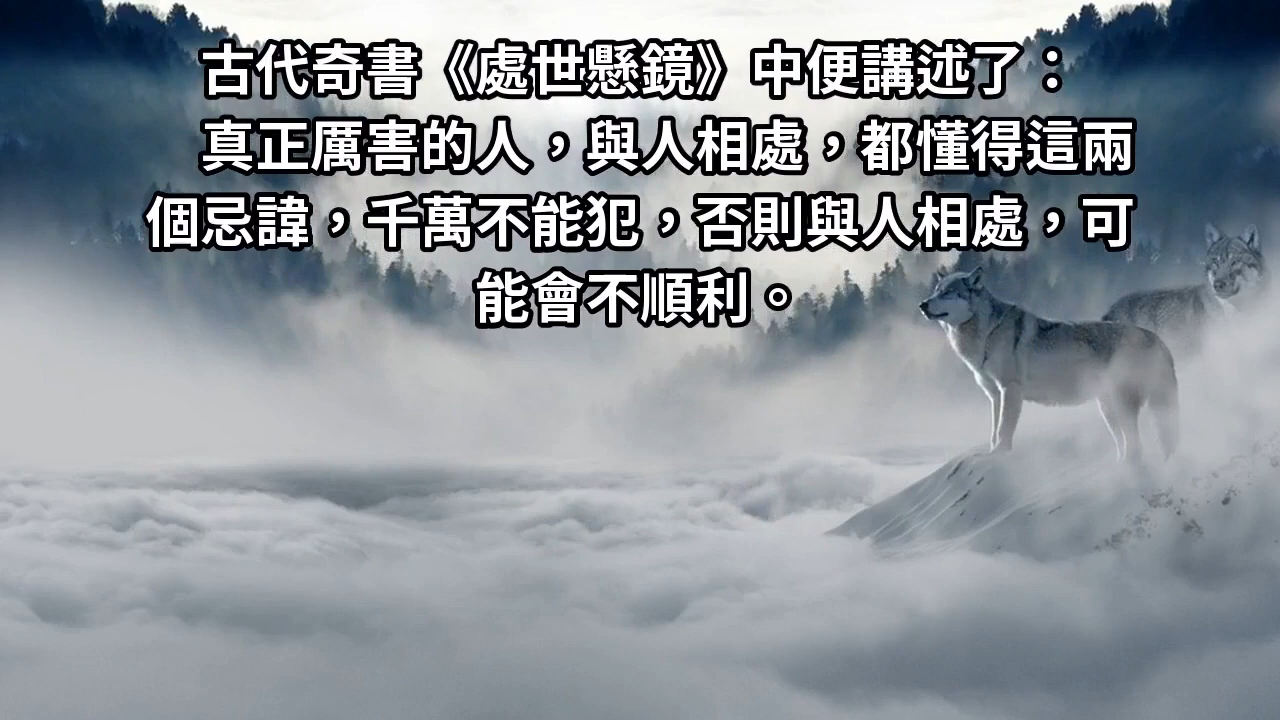 古代奇書《處世懸鏡》中便講述了：
真正厲害的人，與人相處，都懂得這兩
個忌諱，千萬不能犯，否則與人相處，可
能會不順利。